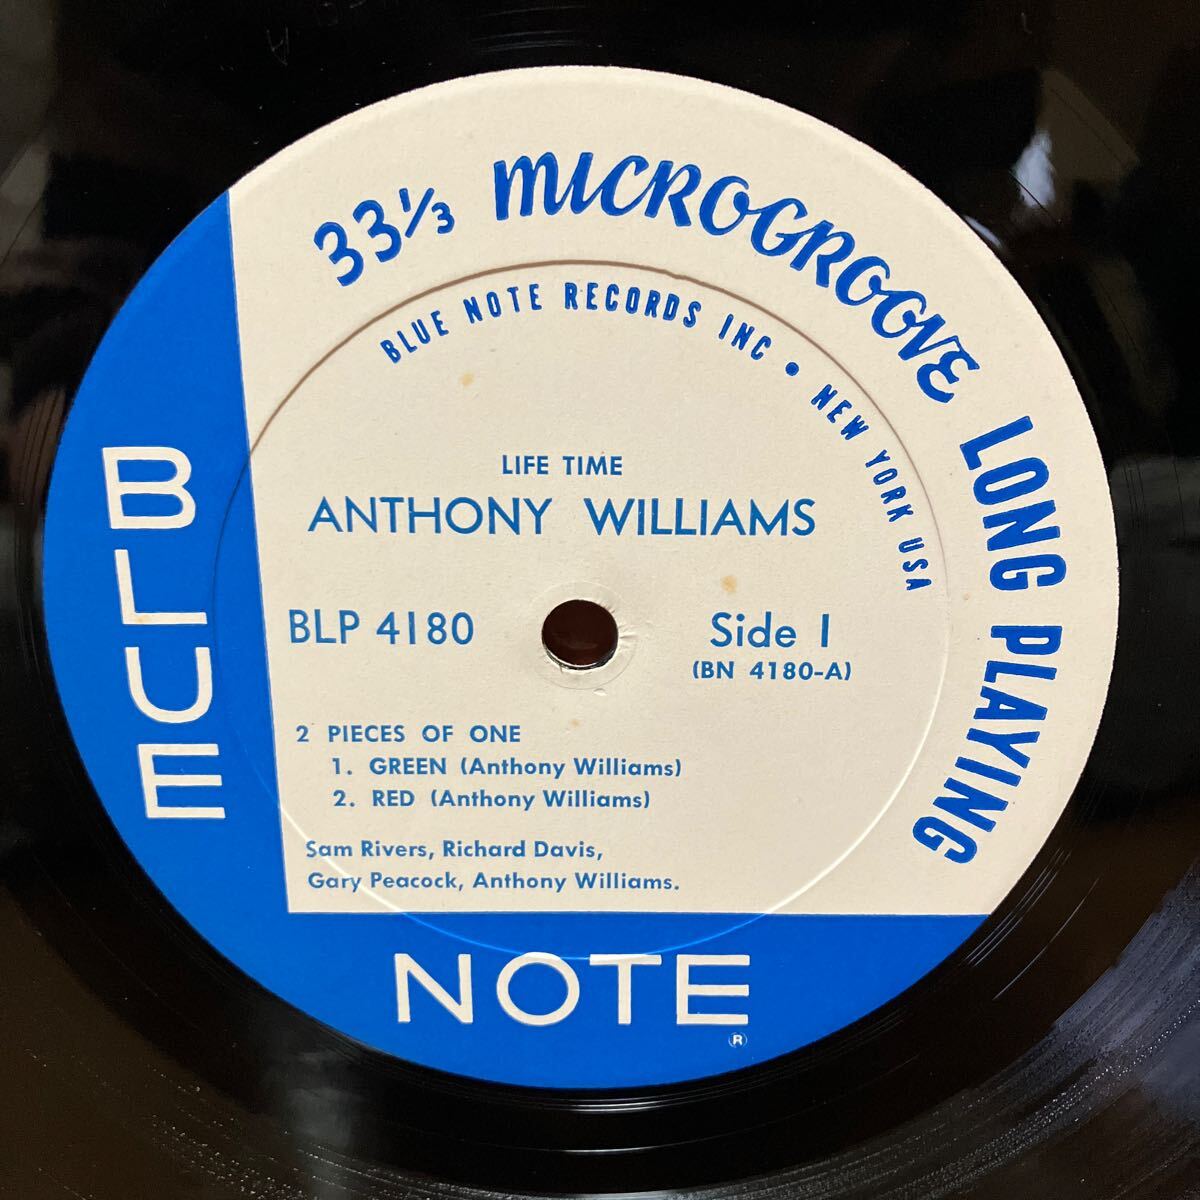 33⅓ MICROGROOVE LONG PLAYING
BLUE NOTE RECORDS INC • NEW YORK USA
LIFE TIME
ANTHONY WILLIAMS
BLP 4180
Side 1
(BN 4180-A)
2 PIECES OF ONE
1. GREEN (Anthony Williams)
2. RED (Anthony Williams)
Sam Rivers, Richard Davis,
Gary Peacock, Anthony Williams.
BLUE
NOTE
®